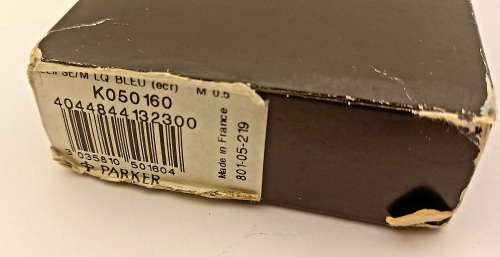 LQ BLEU (ecr) M 0.5
K050160
4044844132300
3 035810 501604
PARKER
Made in France
801-05-219